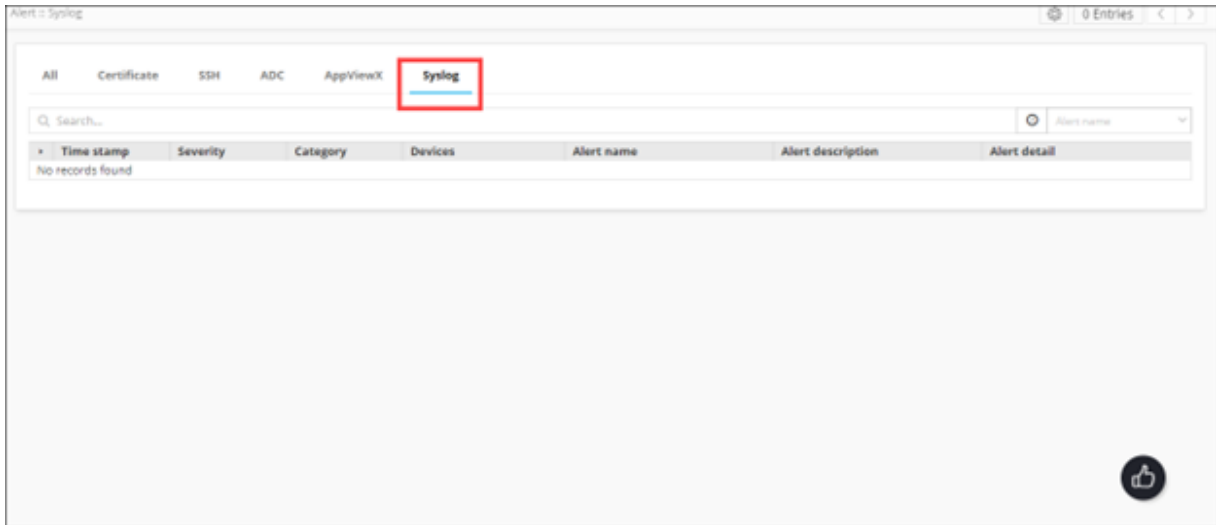 Alert :: Syslog 0 Entries < >
All Certificate SSH ADC AppViewX Syslog
Search... Alert name
Time stamp Severity Category Devices Alert name Alert description Alert detail
No records found